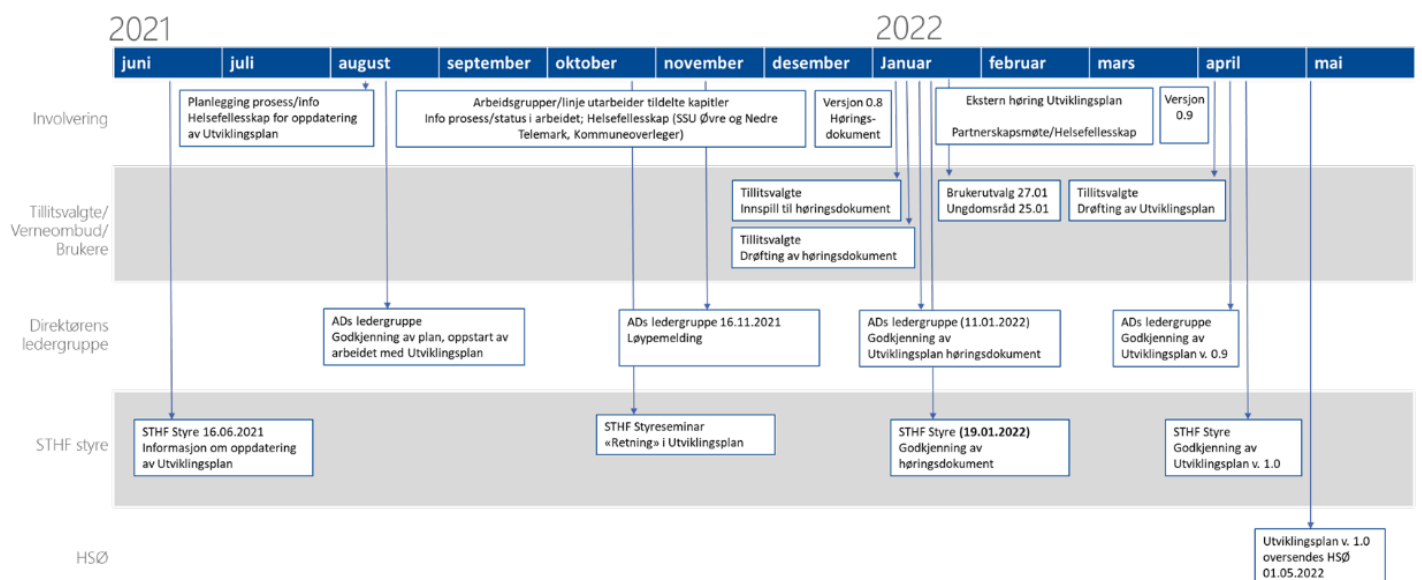 2021
2022
juni
juli
august
september
oktober
november
desember
Januar
februar
mars
april
mai
Involvering
Planlegging prosess/info
Helsefellesskap for oppdatering
av Utviklingsplan
Arbeidsgrupper/linje utarbeider tildelte kapitler
Info prosess/status i arbeidet; Helsefellesskap (SSU Øvre og Nedre
Telemark, Kommuneoverleger)
Versjon 0.8
Hørings-
dokument
Ekstern høring Utviklingsplan
Partnerskapsmøte/Helsefellesskap
Versjon
0.9
Tillitsvalgte/
Verneombud/
Brukere
Tillitsvalgte
Innspill til høringsdokument
Tillitsvalgte
Drøfting av høringsdokument
Brukerutvalg 27.01
Ungdomsråd 25.01
Tillitsvalgte
Drøfting av Utviklingsplan
Direktørens
ledergruppe
ADs ledergruppe
Godkjenning av plan, oppstart av
arbeidet med Utviklingsplan
ADs ledergruppe 16.11.2021
Løypemelding
ADs ledergruppe (11.01.2022)
Godkjenning av
Utviklingsplan høringsdokument
ADs ledergruppe
Godkjenning av
Utviklingsplan v. 0.9
STHF styre
STHF Styre 16.06.2021
Informasjon om oppdatering
av Utviklingsplan
STHF Styreseminar
«Retning» i Utviklingsplan
STHF Styre (19.01.2022)
Godkjenning av
høringsdokument
STHF Styre
Godkjenning av
Utviklingsplan v. 1.0
HSØ
Utviklingsplan v. 1.0
oversendes HSØ
01.05.2022